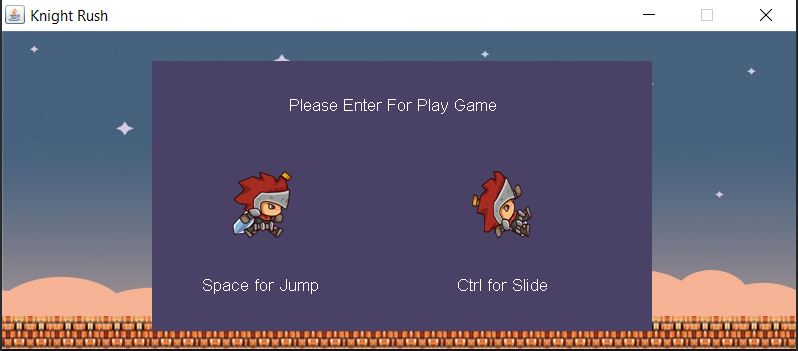 Knight Rush
Please Enter For Play Game
Space for Jump
Ctrl for Slide